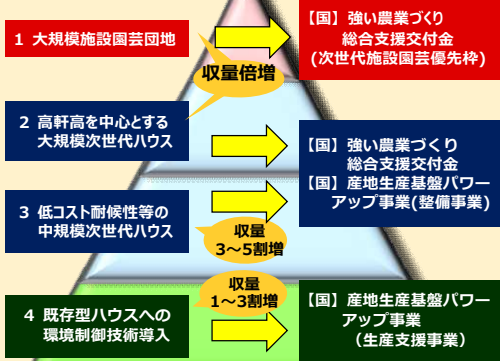 1 大規模施設園芸団地
【国】強い農業づくり
総合支援交付金
(次世代施設園芸優先枠)
収量倍増
2 高軒高を中心とする
大規模次世代ハウス
【国】強い農業づくり
総合支援交付金
【国】産地生産基盤パワー
アップ事業(整備事業)
3 低コスト耐候性等の
中規模次世代ハウス
収量
3～5割増
収量
1～3割増
4 既存型ハウスへの
環境制御技術導入
【国】産地生産基盤パワー
アップ事業
（生産支援事業）